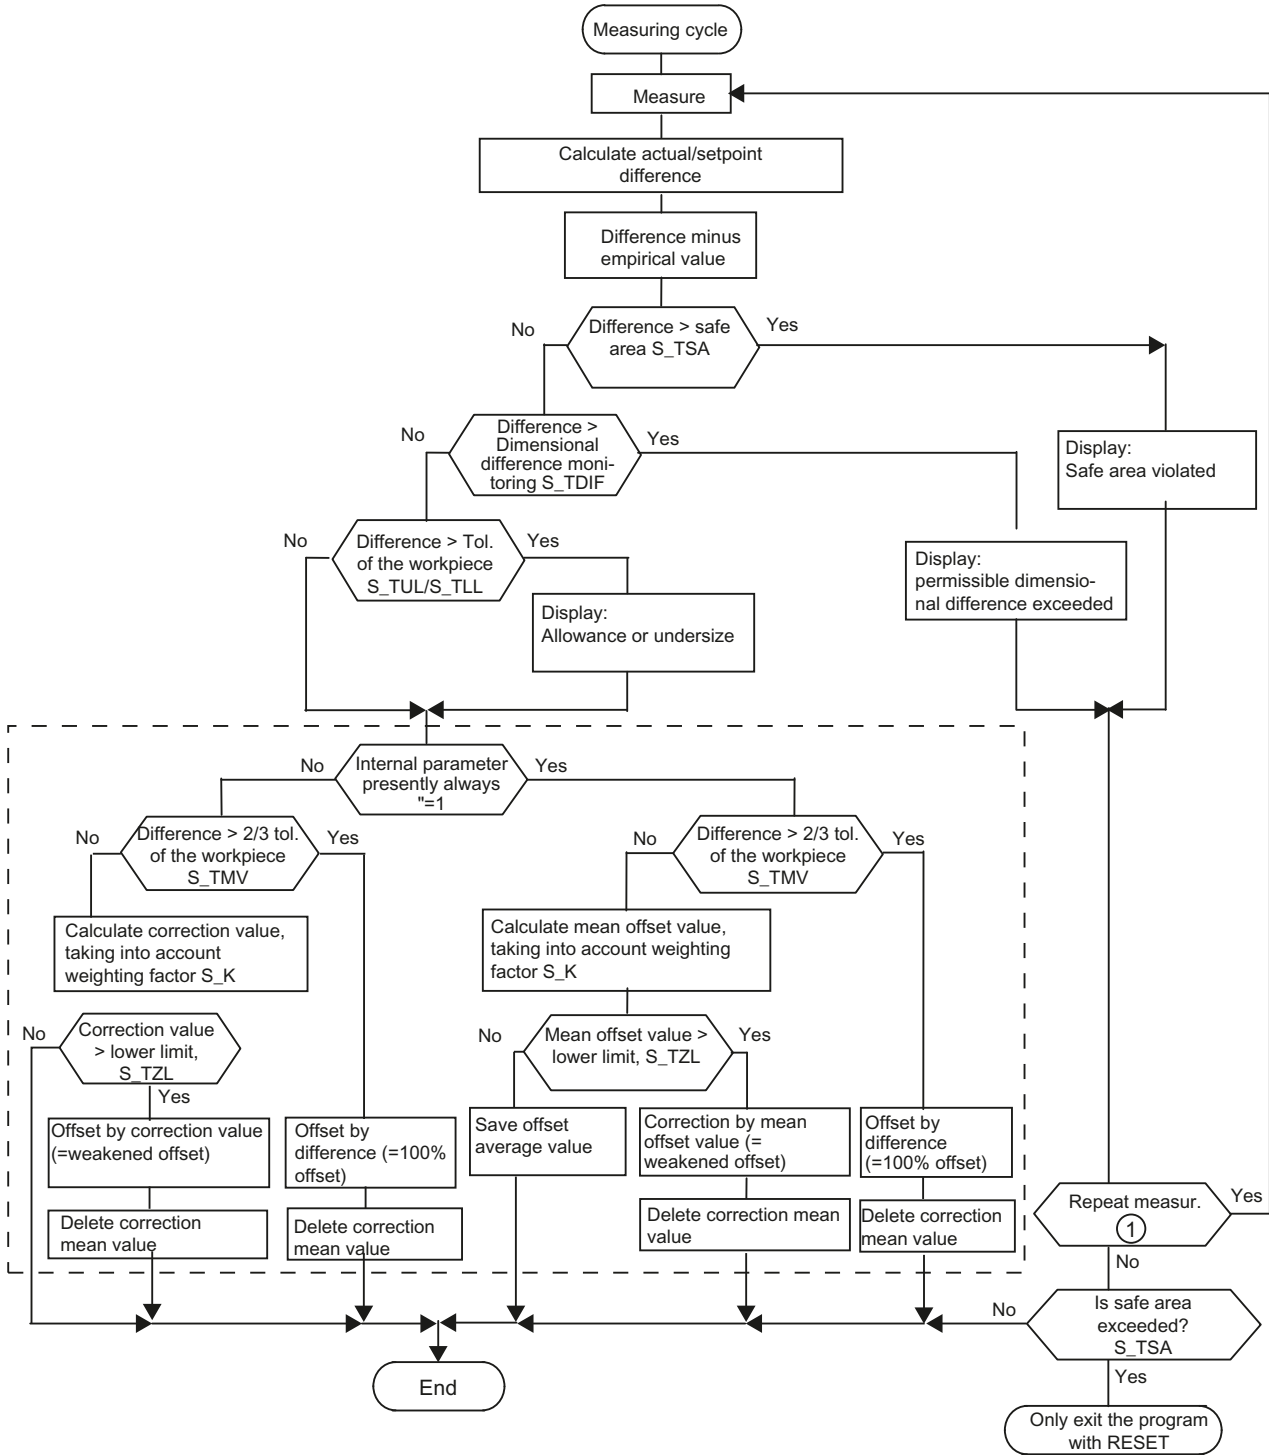 Measuring cycle
Measure
Calculate actual/setpoint
difference
Difference minus
empirical value
No
Difference > safe
area S_TSA
Yes
No
Difference >
Dimensional
difference moni-
toring S_TDIF
Yes
Display:
Safe area violated
No
Difference > Tol.
of the workpiece
S_TUL/S_TLL
Yes
Display:
permissible dimensio-
nal difference exceeded
Display:
Allowance or undersize
No
Internal parameter
presently always
"=1
Yes
No
Difference > 2/3 tol.
of the workpiece
S_TMV
Yes
No
Difference > 2/3 tol.
of the workpiece
S_TMV
Yes
Calculate correction value,
taking into account
weighting factor S_K
Calculate mean offset value,
taking into account weighting
factor S_K
No
Correction value
> lower limit,
S_TZL
Yes
No
Mean offset value >
lower limit, S_TZL
Yes
Offset by correction value
(=weakened offset)
Offset by
difference (=100%
offset)
Save offset
average value
Correction by mean
offset value (=
weakened offset)
Offset by
difference
(=100% offset)
Delete correction
mean value
Delete correction
mean value
Delete correction mean
value
Delete correction
mean value
Repeat measur.
1
Yes
No
No
Is safe area
exceeded?
S_TSA
Yes
End
Only exit the program
with RESET